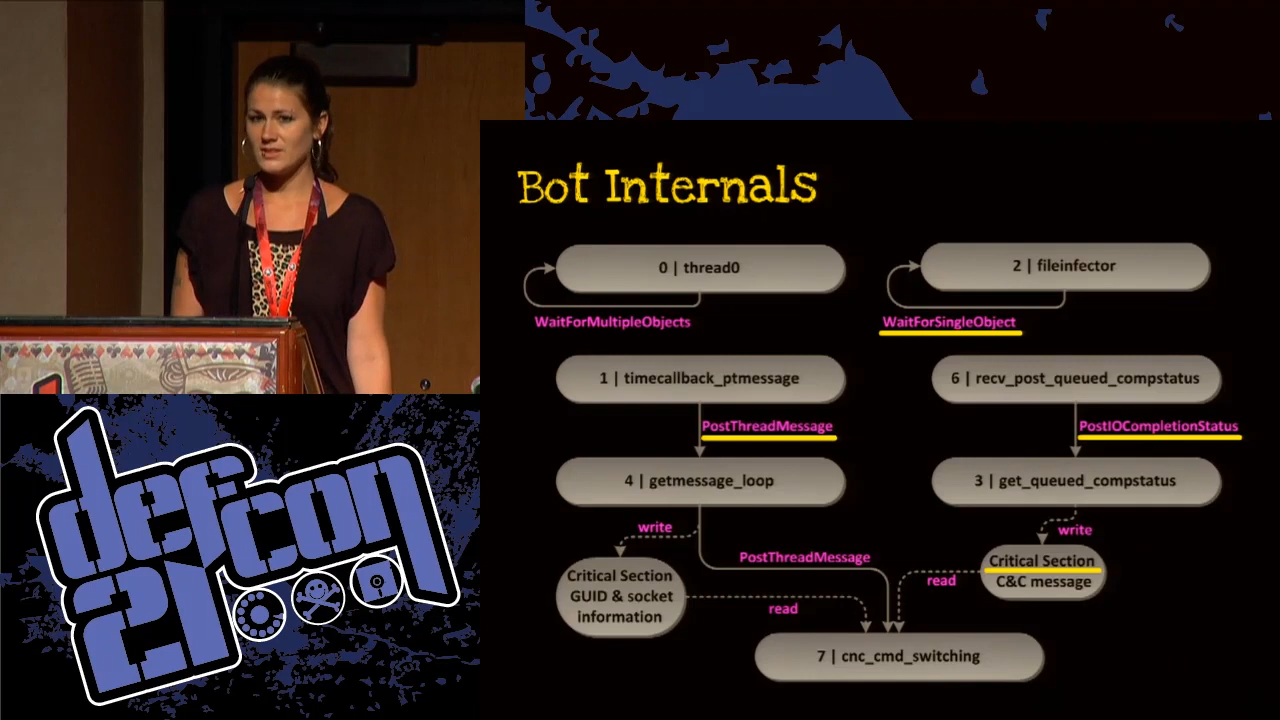 Bot Internals
0 | thread0
WaitForMultipleObjects
2 | fileinfector
WaitForSingleObject
1 | timecallback_ptmessage
PostThreadMessage
6 | recv_post_queued_compstatus
PostIOCompletionStatus
4 | getmessage_loop
3 | get_queued_compstatus
write
PostThreadMessage
write
Critical Section
GUID & socket
information
read
Critical Section
C&C message
read
7 | cnc_cmd_switching
defcon
21